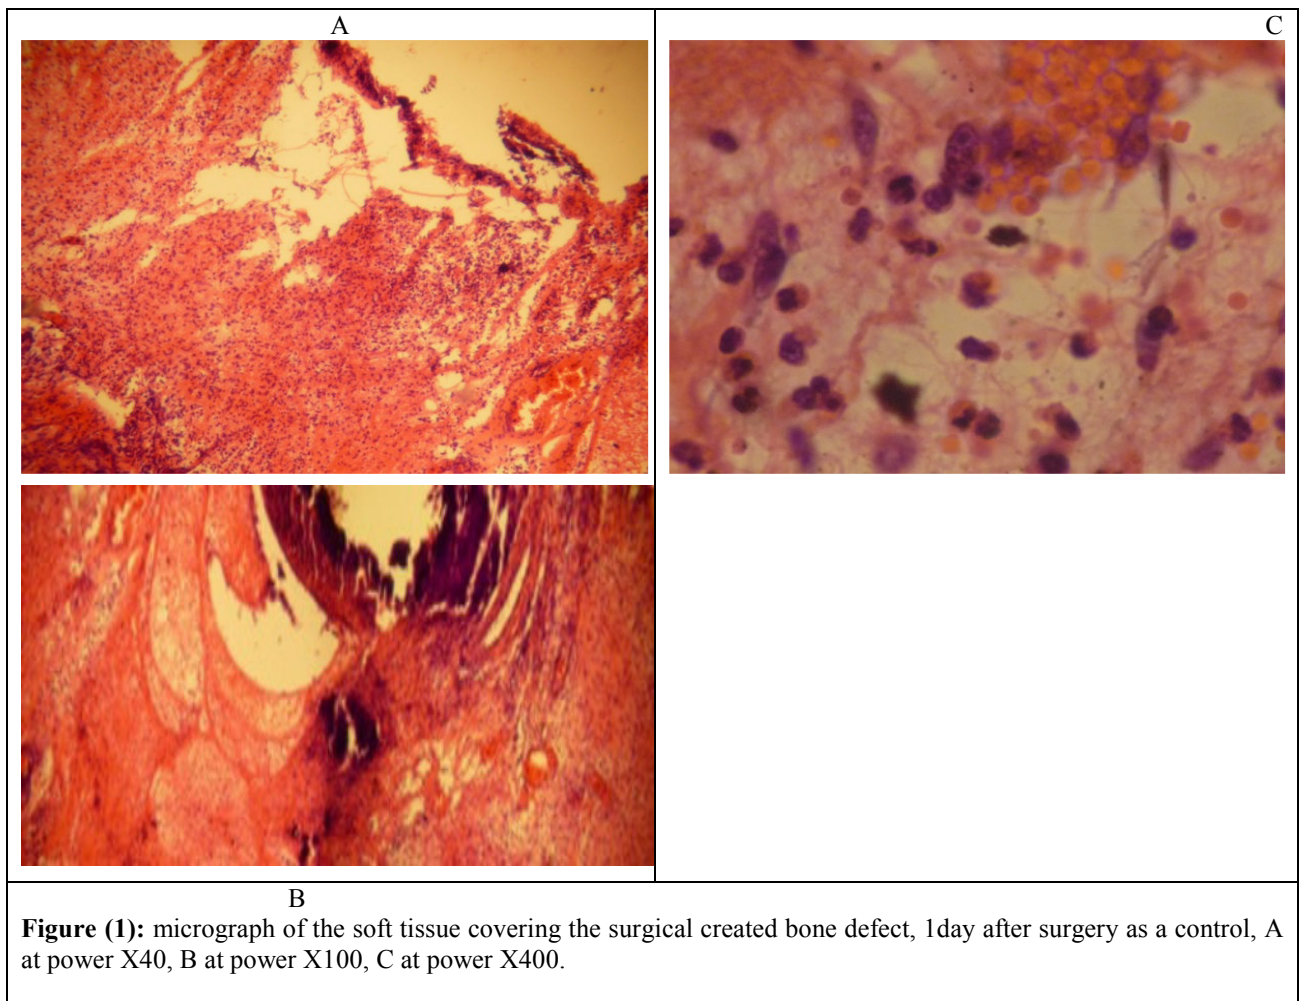 A
C
B
Figure (1): micrograph of the soft tissue covering the surgical created bone defect, 1day after surgery as a control, A
at power X40, B at power X100, C at power X400.